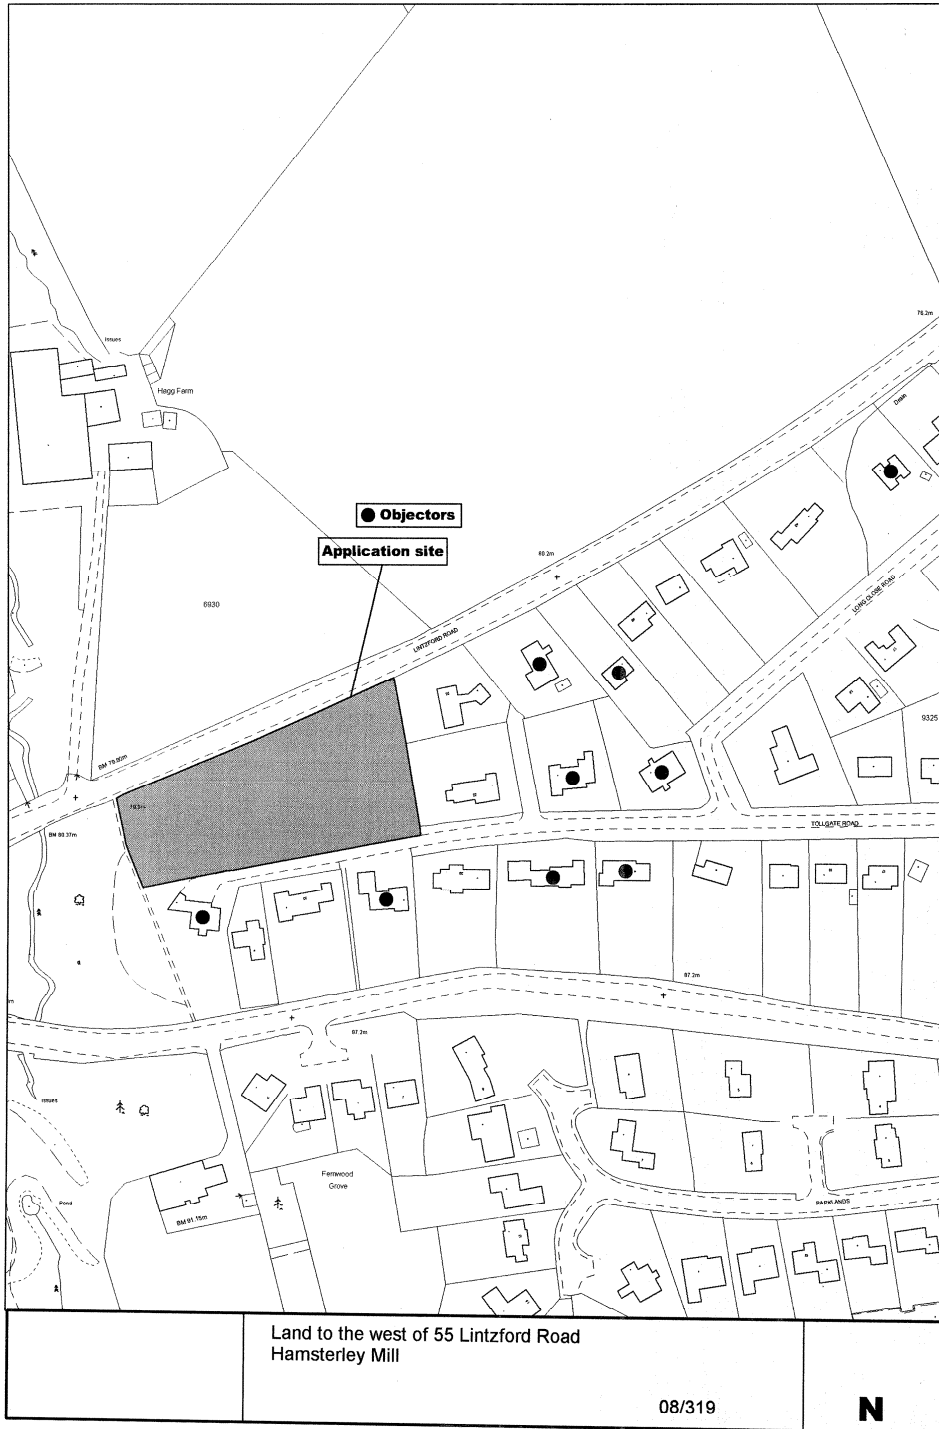 76.2m
Drain
Issues
Hagg Farm
Objectors
Application site
80.2m
LONG CLOSE ROAD
6930
LINTZFORD ROAD
9325
BM 79.80m
BM 80.37m
TOLLGATE ROAD
87.2m
87.2m
Issues
Fernwood
Grove
Pond
BM 91.15m
PARKLANDS
Land to the west of 55 Lintzford Road
Hamsterley Mill
08/319
N